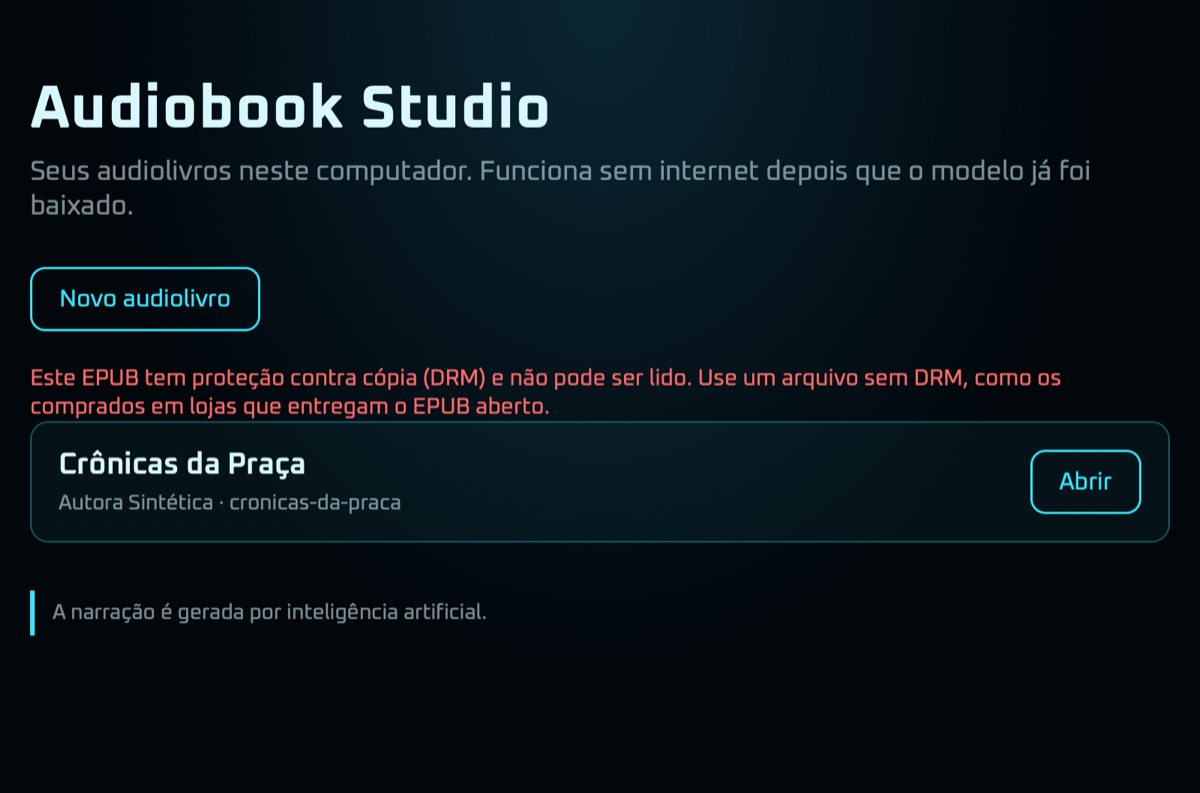 Audiobook Studio
Seus audiolivros neste computador. Funciona sem internet depois que o modelo já foi
baixado.
Novo audiolivro
Este EPUB tem proteção contra cópia (DRM) e não pode ser lido. Use um arquivo sem DRM, como os
comprados em lojas que entregam o EPUB aberto.
Crônicas da Praça
Autora Sintética · cronicas-da-praca
Abrir
A narração é gerada por inteligência artificial.